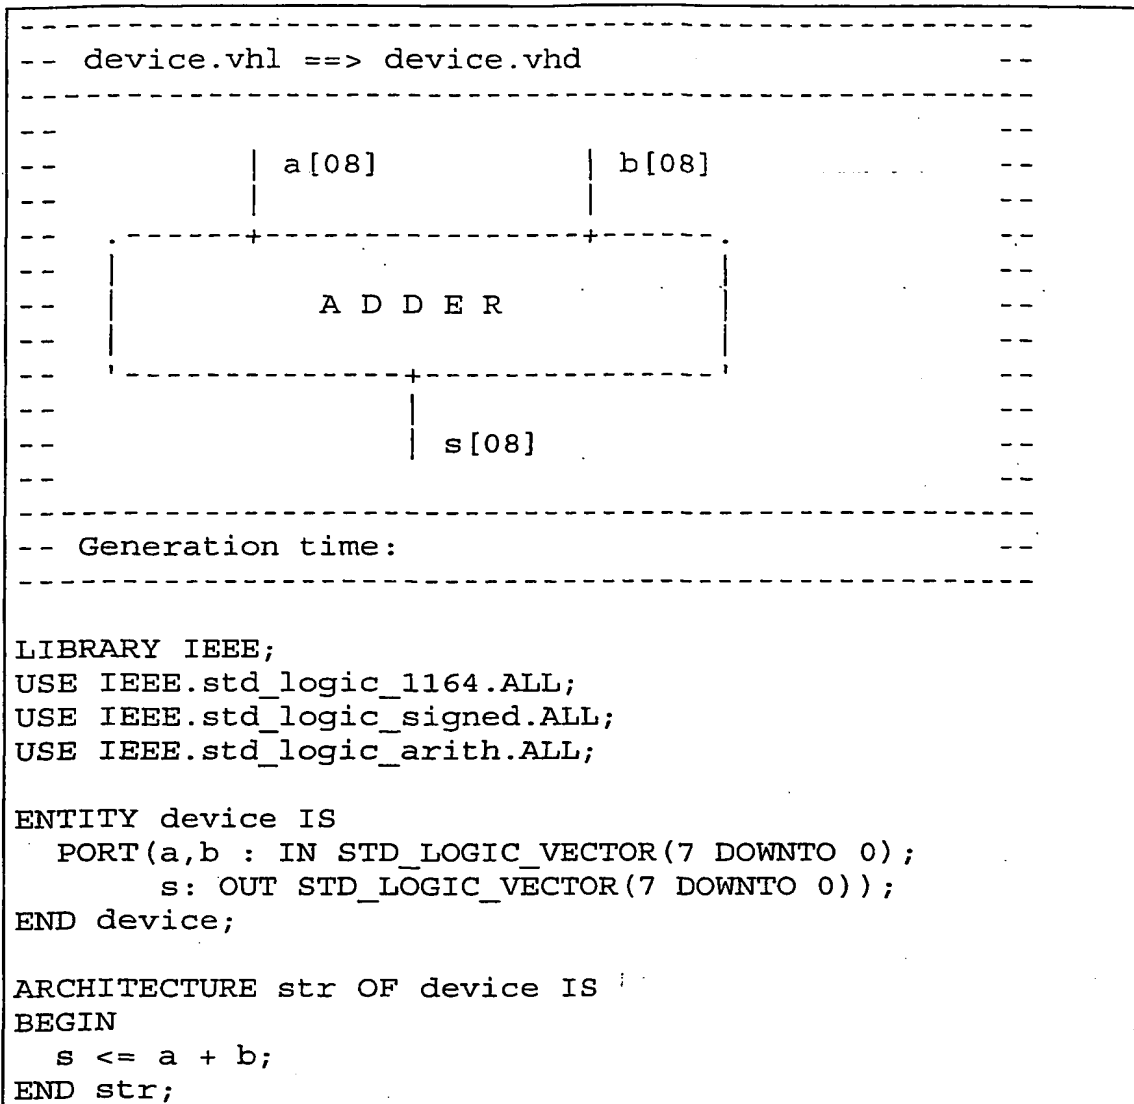 ------------------------------------------------------
-- device.vhl ==> device.vhd                        --
------------------------------------------------------
--                                                  --
--          | a[08]            | b[08]              --
--          |                  |                    --
--   .------+-----------------+------.              --
--   |                               |              --
--   |          A D D E R            |              --
--   |                               |              --
--   '---------------+---------------'              --
--                   |                              --
--                   | s[08]                        --
--                                                  --
------------------------------------------------------
-- Generation time:                                 --
------------------------------------------------------
LIBRARY IEEE;
USE IEEE.std_logic_1164.ALL;
USE IEEE.std_logic_signed.ALL;
USE IEEE.std_logic_arith.ALL;
ENTITY device IS
PORT(a,b : IN STD_LOGIC_VECTOR(7 DOWNTO 0);
s: OUT STD_LOGIC_VECTOR(7 DOWNTO 0));
END device;
ARCHITECTURE str OF device IS
BEGIN
s <= a + b;
END str;